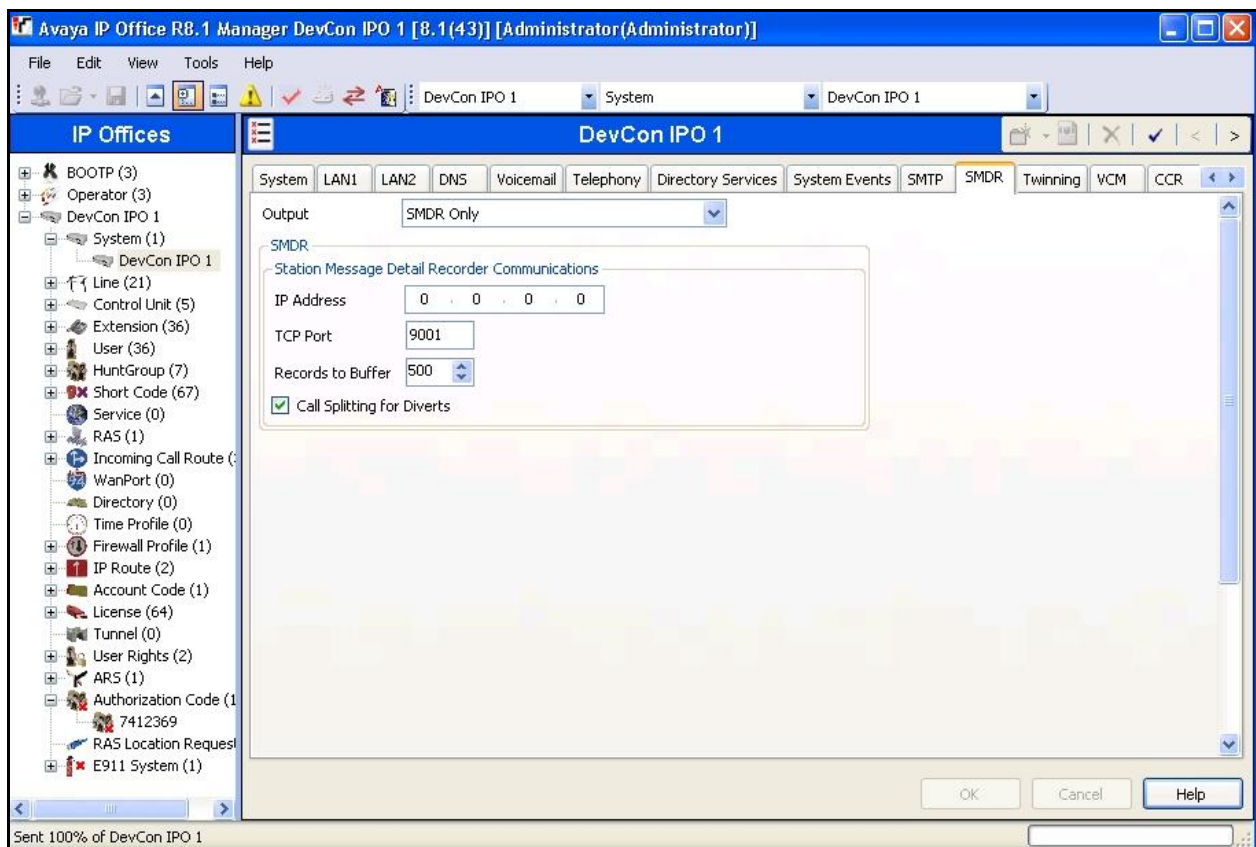 Avaya IP Office R8.1 Manager DevCon IPO 1 [8.1(43)] [Administrator(Administrator)]
File Edit View Tools Help
DevCon IPO 1 System DevCon IPO 1
IP Offices
DevCon IPO 1
BOOTP (3)
Operator (3)
DevCon IPO 1
System (1)
DevCon IPO 1
Line (21)
Control Unit (5)
Extension (36)
User (36)
HuntGroup (7)
Short Code (67)
Service (0)
RAS (1)
Incoming Call Route (
WanPort (0)
Directory (0)
Time Profile (0)
Firewall Profile (1)
IP Route (2)
Account Code (1)
License (64)
Tunnel (0)
User Rights (2)
ARS (1)
Authorization Code (1
7412369
RAS Location Request
E911 System (1)
System LAN1 LAN2 DNS Voicemail Telephony Directory Services System Events SMTP SMDR Twinning VCM CCR
Output SMDR Only
SMDR
Station Message Detail Recorder Communications
IP Address 0 . 0 . 0 . 0
TCP Port 9001
Records to Buffer 500
Call Splitting for Diverts
OK Cancel Help
Sent 100% of DevCon IPO 1